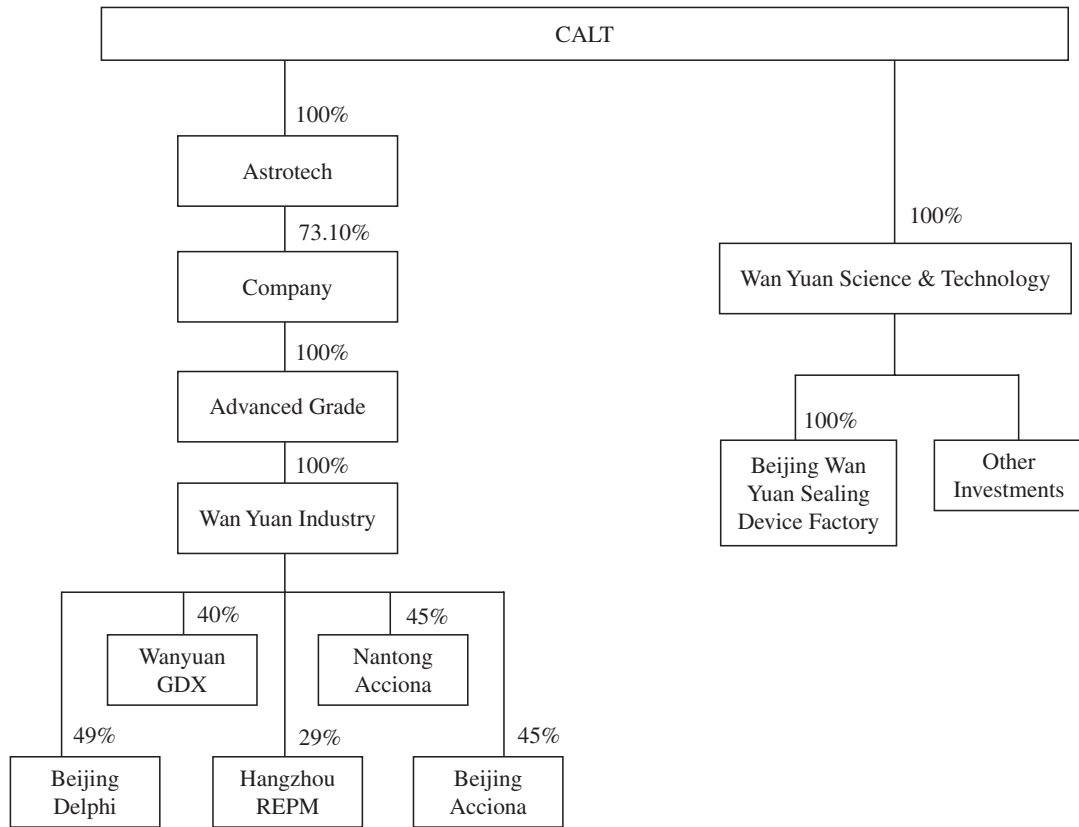 CALT
100%
Astrotech
73.10%
Company
100%
Advanced Grade
100%
Wan Yuan Industry
40%
Wanyuan
GDX
45%
Nantong
Acciona
49%
Beijing
Delphi
29%
Hangzhou
REPM
45%
Beijing
Acciona
100%
Wan Yuan Science & Technology
100%
Beijing Wan
Yuan Sealing
Device Factory
Other
Investments